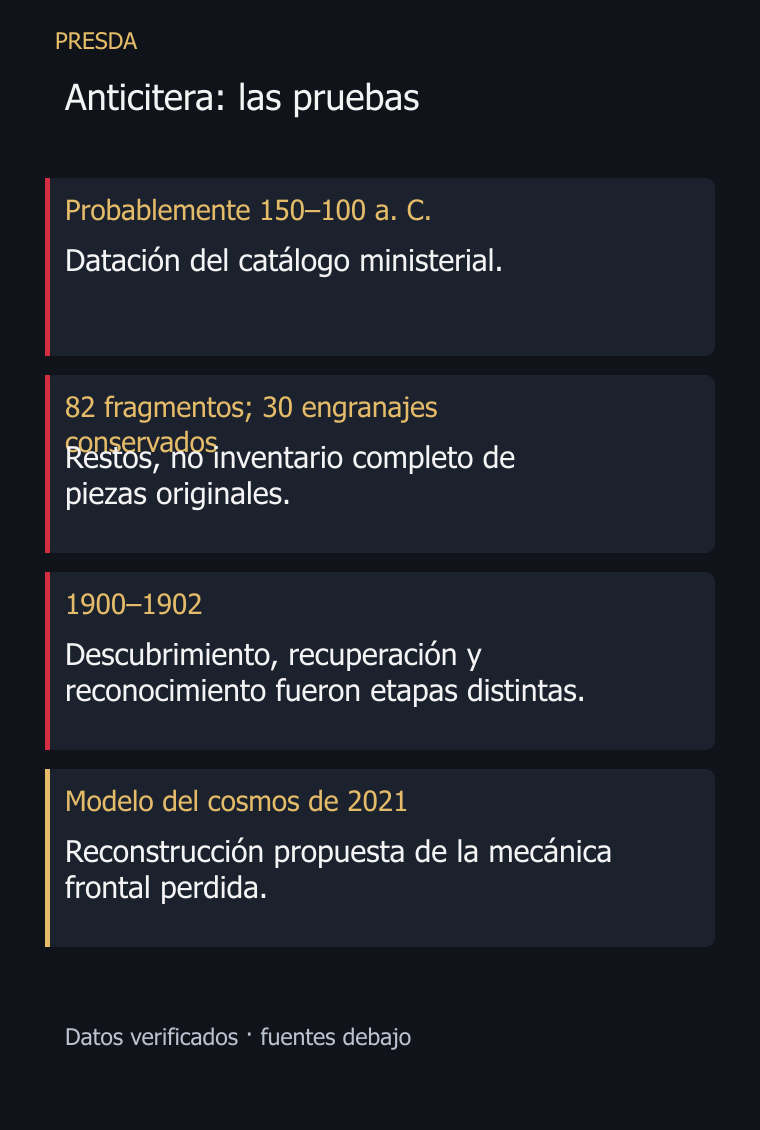 PRESDA
Anticitera: las pruebas
Probablemente 150–100 a. C.
Datación del catálogo ministerial.
82 fragmentos; 30 engranajes
conservados
Restos, no inventario completo de
piezas originales.
1900–1902
Descubrimiento, recuperación y
reconocimiento fueron etapas distintas.
Modelo del cosmos de 2021
Reconstrucción propuesta de la mecánica
frontal perdida.
Datos verificados · fuentes debajo